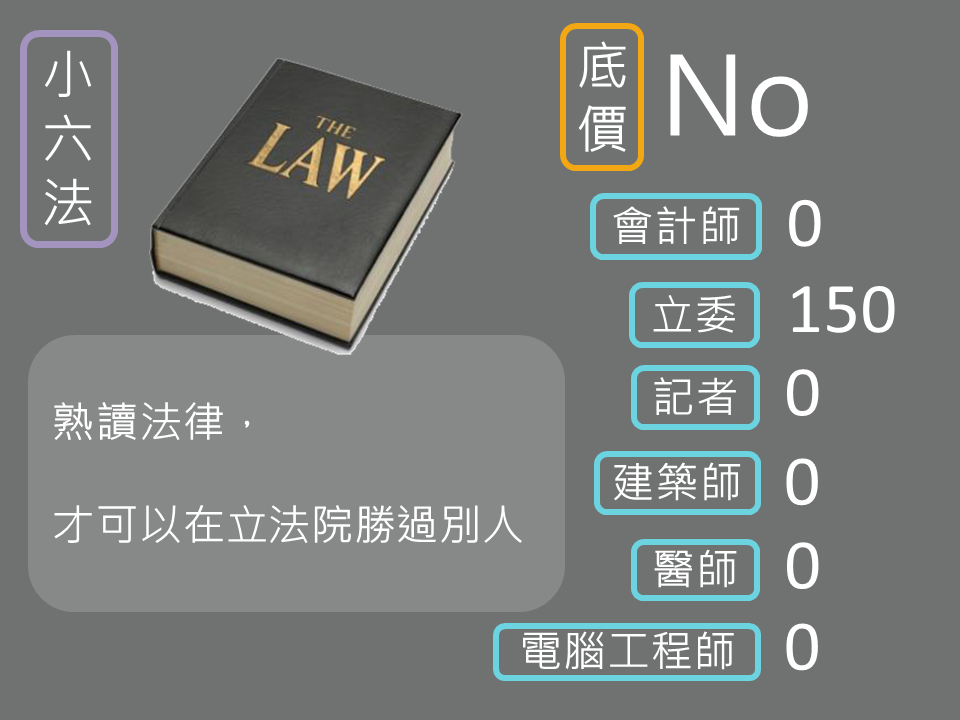 小六法
THE
LAW
熟讀法律，
才可以在立法院勝過別人
底價 No
會計師 0
立委 150
記者 0
建築師 0
醫師 0
電腦工程師 0